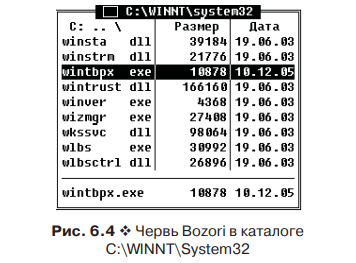 C:\WINNT\system32
C: .. \ Размер Дата
winsta dll 39184 19.06.03
winstrm dll 21776 19.06.03
wintbpx exe 10878 10.12.05
wintrust dll 166160 19.06.03
winver exe 4368 19.06.03
wizmgr exe 27408 19.06.03
wkssvc dll 98064 19.06.03
wlbs exe 30992 19.06.03
wlbsctrl dll 26896 19.06.03
wintbpx.exe 10878 10.12.05
Рис. 6.4 ❖ Червь Bozori в каталоге
C:\WINNT\System32